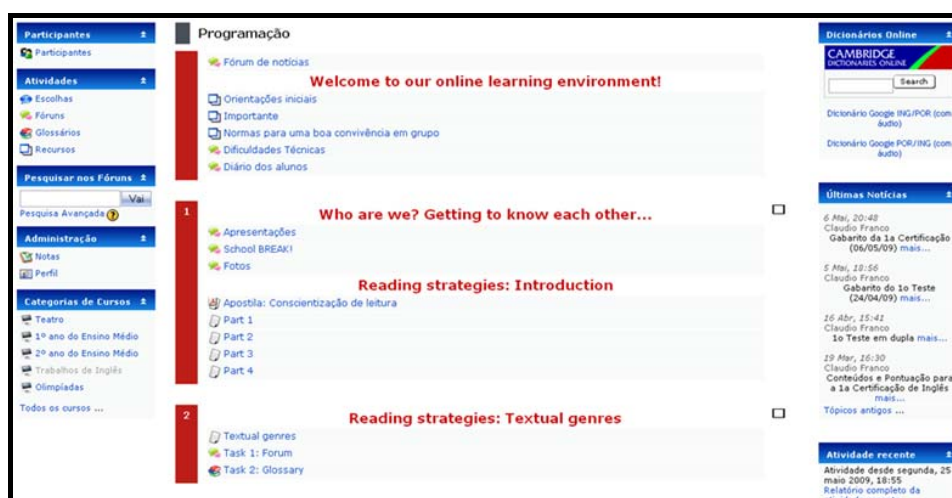 Participantes
Participantes
Atividades
Escolhas
Fóruns
Glossários
Recursos
Pesquisar nos Fóruns
Vai
Pesquisa Avançada
Administração
Notas
Perfil
Categorias de Cursos
Teatro
1º ano do Ensino Médio
2º ano do Ensino Médio
Trabalhos de Inglês
Olimpíadas
Todos os cursos ...
Programação
Fórum de notícias
Welcome to our online learning environment!
Orientações iniciais
Importante
Normas para uma boa convivência em grupo
Dificuldades Técnicas
Diário dos alunos
1
Who are we? Getting to know each other...
Apresentações
School BREAK!
Fotos
Reading strategies: Introduction
Apostila: Conscientização de leitura
Part 1
Part 2
Part 3
Part 4
2
Reading strategies: Textual genres
Textual genres
Task 1: Forum
Task 2: Glossary
Dicionários Online
CAMBRIDGE
DICTIONARIES ONLINE
Search
Dicionário Google ING/POR (com
áudio)
Dicionário Google POR/ING (com
áudio)
Últimas Notícias
6 Mai, 20:48
Claudio Franco
Gabarito da 1a Certificação
(06/05/09) mais...
5 Mai, 18:56
Claudio Franco
Gabarito do 1o Teste
(24/04/09) mais...
16 Abr, 15:41
Claudio Franco
1o Teste em dupla mais...
19 Mar, 16:30
Claudio Franco
Conteúdos e Pontuação para
a 1a Certificação de Inglês
mais...
Tópicos antigos ...
Atividade recente
Atividade desde segunda, 25
maio 2009, 18:55
Relatório completo da